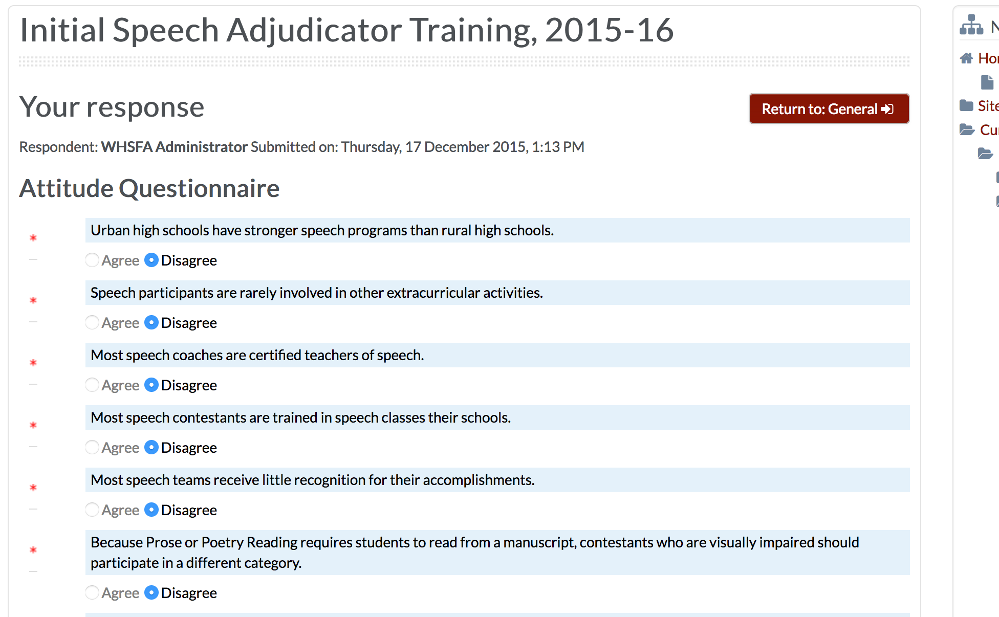 Initial Speech Adjudicator Training, 2015-16
Your response
Return to: General
Respondent: WHSFA Administrator Submitted on: Thursday, 17 December 2015, 1:13 PM
Attitude Questionnaire
* Urban high schools have stronger speech programs than rural high schools.
Agree Disagree
* Speech participants are rarely involved in other extracurricular activities.
Agree Disagree
* Most speech coaches are certified teachers of speech.
Agree Disagree
* Most speech contestants are trained in speech classes their schools.
Agree Disagree
* Most speech teams receive little recognition for their accomplishments.
Agree Disagree
* Because Prose or Poetry Reading requires students to read from a manuscript, contestants who are visually impaired should
participate in a different category.
Agree Disagree
Site